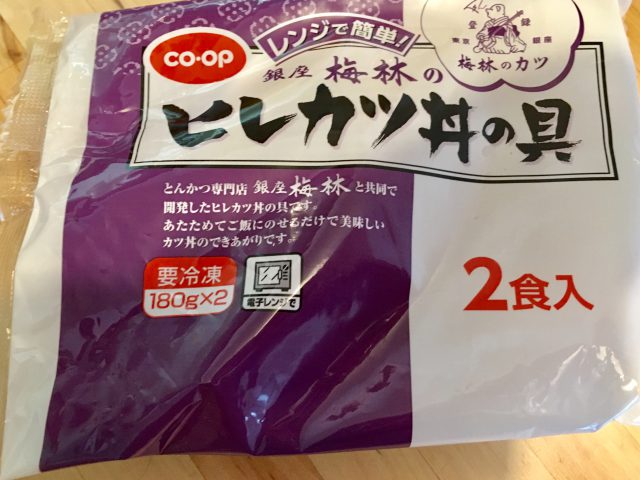 CO·OP
レンジで簡単!
登録
東京 銀座
梅林のカツ
銀座 梅林の
ヒレカツ丼の具
とんかつ専門店 銀座 梅林 と共同で
開発したヒレカツ丼の具です。
あたためてご飯にのせるだけで美味しい
カツ丼のできあがりです。
要冷凍
180g×2
電子レンジで
2食入